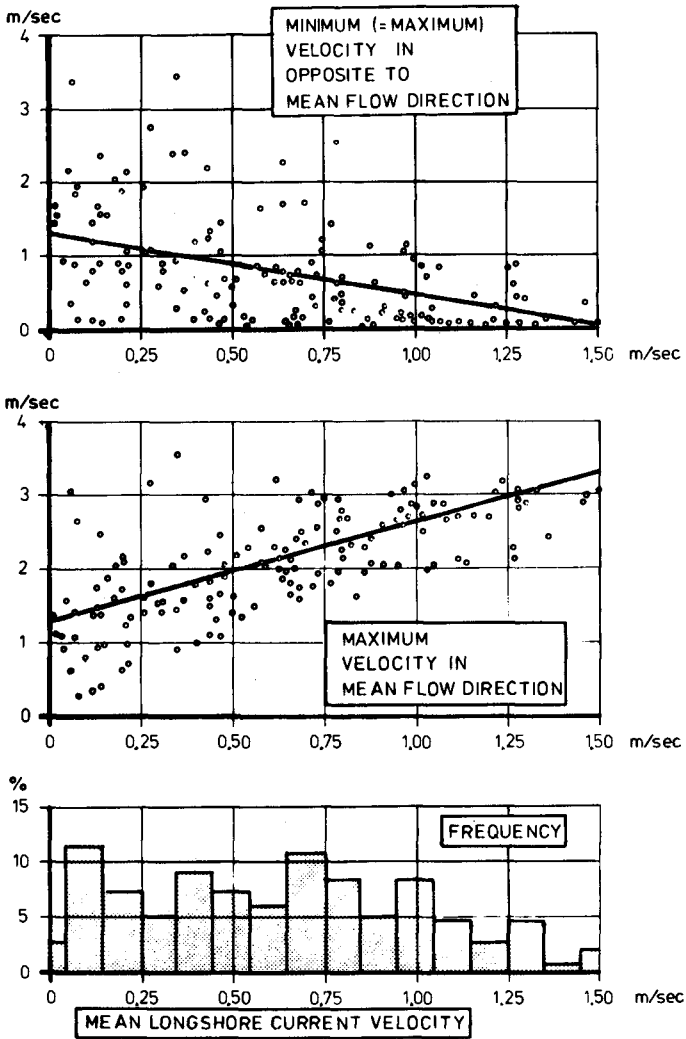 m/sec
MINIMUM (=MAXIMUM)
VELOCITY IN
OPPOSITE TO
MEAN FLOW DIRECTION
4
3
2
1
0
0 0,25 0,50 0,75 1,00 1,25 1,50 m/sec
m/sec
4
3
2
1
0
MAXIMUM
VELOCITY IN
MEAN FLOW DIRECTION
0 0,25 0,50 0,75 1,00 1,25 1,50 m/sec
%
15
10
5
0
FREQUENCY
0 0,25 0,50 0,75 1,00 1,25 1,50 m/sec
MEAN LONGSHORE CURRENT VELOCITY